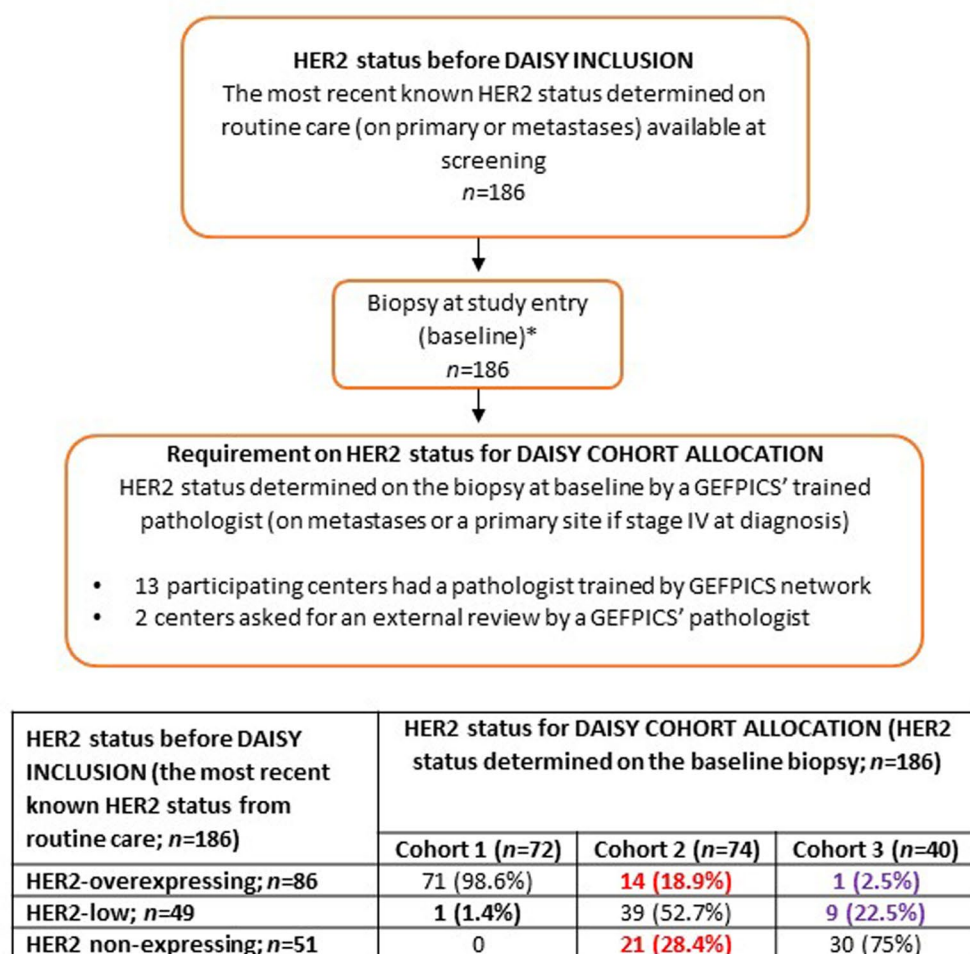 HER2 status before DAISY INCLUSION
The most recent known HER2 status determined on
routine care (on primary or metastases) available at
screening
n=186
Biopsy at study entry
(baseline)*
n=186
Requirement on HER2 status for DAISY COHORT ALLOCATION
HER2 status determined on the biopsy at baseline by a GEFPICS’ trained
pathologist (on metastases or a primary site if stage IV at diagnosis)
• 13 participating centers had a pathologist trained by GEFPICS network
• 2 centers asked for an external review by a GEFPICS’ pathologist
HER2 status before DAISY
INCLUSION (the most recent
known HER2 status from
routine care; n=186)
HER2 status for DAISY COHORT ALLOCATION (HER2
status determined on the baseline biopsy; n=186)
Cohort 1 (n=72) Cohort 2 (n=74) Cohort 3 (n=40)
HER2-overexpressing; n=86 71 (98.6%) 14 (18.9%) 1 (2.5%)
HER2-low; n=49 1 (1.4%) 39 (52.7%) 9 (22.5%)
HER2 non-expressing; n=51 0 21 (28.4%) 30 (75%)